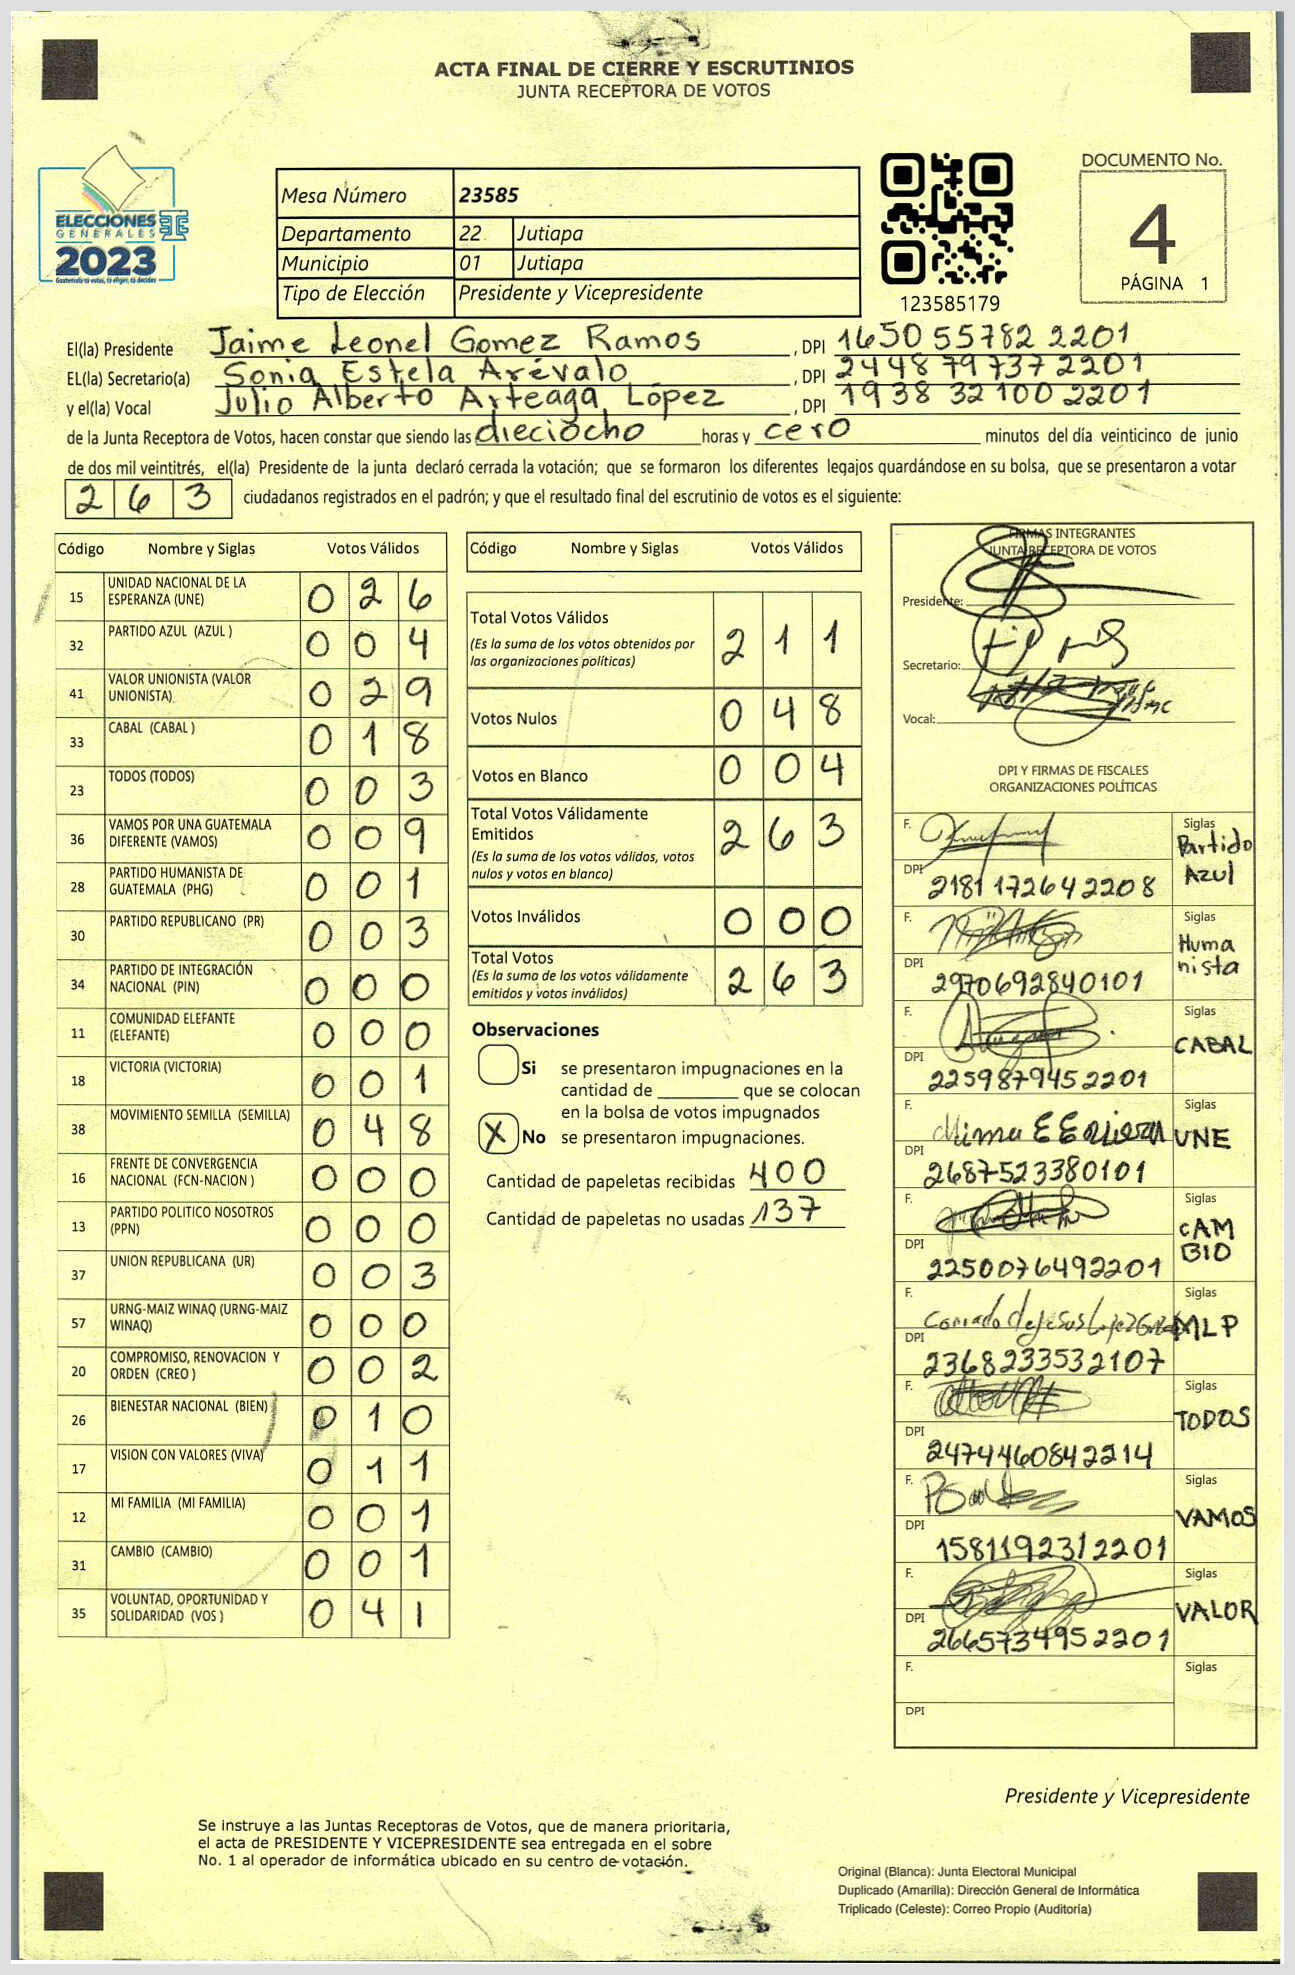 ACTA FINAL DE CIERRE Y ESCRUTINIOS
JUNTA RECEPTORA DE VOTOS
ELECCIONES
GENERALES
2023
Guatemala tú votas, tú eliges, tú decides
Mesa Número 23585
Departamento 22 Jutiapa
Municipio 01 Jutiapa
Tipo de Elección Presidente y Vicepresidente
123585179
DOCUMENTO No.
4
PÁGINA 1
El(la) Presidente Jaime Leonel Gomez Ramos, DPI 1650 55782 2201
EL(la) Secretario(a) Sonia Estela Arévalo, DPI 2448 79737 2201
y el(la) Vocal Julio Alberto Arteaga López, DPI 1938 32100 2201
de la Junta Receptora de Votos, hacen constar que siendo las dieciocho horas y cero minutos del día veinticinco de junio
de dos mil veintitrés, el(la) Presidente de la junta declaró cerrada la votación; que se formaron los diferentes legajos guardándose en su bolsa, que se presentaron a votar
2 6 3 ciudadanos registrados en el padrón; y que el resultado final del escrutinio de votos es el siguiente:
Código Nombre y Siglas Votos Válidos
15 UNIDAD NACIONAL DE LA ESPERANZA (UNE) 0 2 6
32 PARTIDO AZUL (AZUL ) 0 0 4
41 VALOR UNIONISTA (VALOR UNIONISTA) 0 2 9
33 CABAL (CABAL ) 0 1 8
23 TODOS (TODOS) 0 0 3
36 VAMOS POR UNA GUATEMALA DIFERENTE (VAMOS) 0 0 9
28 PARTIDO HUMANISTA DE GUATEMALA (PHG) 0 0 1
30 PARTIDO REPUBLICANO (PR) 0 0 3
34 PARTIDO DE INTEGRACIÓN NACIONAL (PIN) 0 0 0
11 COMUNIDAD ELEFANTE (ELEFANTE) 0 0 0
18 VICTORIA (VICTORIA) 0 0 1
38 MOVIMIENTO SEMILLA (SEMILLA) 0 4 8
16 FRENTE DE CONVERGENCIA NACIONAL (FCN-NACION ) 0 0 0
13 PARTIDO POLITICO NOSOTROS (PPN) 0 0 0
37 UNION REPUBLICANA (UR) 0 0 3
57 URNG-MAIZ WINAQ (URNG-MAIZ WINAQ) 0 0 0
20 COMPROMISO, RENOVACION Y ORDEN (CREO ) 0 0 2
26 BIENESTAR NACIONAL (BIEN) 0 1 0
17 VISION CON VALORES (VIVA) 0 1 1
12 MI FAMILIA (MI FAMILIA) 0 0 1
31 CAMBIO (CAMBIO) 0 0 1
35 VOLUNTAD, OPORTUNIDAD Y SOLIDARIDAD (VOS ) 0 4 1
Código Nombre y Siglas Votos Válidos
Total Votos Válidos 2 1 1
(Es la suma de los votos obtenidos por
las organizaciones políticas)
Votos Nulos 0 4 8
Votos en Blanco 0 0 4
Total Votos Válidamente
Emitidos 2 6 3
(Es la suma de los votos válidos, votos
nulos y votos en blanco)
Votos Inválidos 0 0 0
Total Votos 2 6 3
(Es la suma de los votos válidamente
emitidos y votos inválidos)
Observaciones
Si se presentaron impugnaciones en la
cantidad de ________ que se colocan
en la bolsa de votos impugnados
X No se presentaron impugnaciones.
Cantidad de papeletas recibidas 400
Cantidad de papeletas no usadas 137
FIRMAS INTEGRANTES
JUNTA RECEPTORA DE VOTOS
Presidente:
Secretario:
Vocal:
DPI Y FIRMAS DE FISCALES
ORGANIZACIONES POLÍTICAS
F. Siglas
Partido
Azul
DPI 2181 172642208
F. Siglas
Huma
nista
DPI 2970692840101
F. Siglas
CABAL
DPI 2259879452201
F. Siglas
UNE
DPI 2687523380101
F. Siglas
CAM
BIO
DPI 2250076492201
F. Conrado de Jesus Lopez Siglas
MLP
DPI 2368233532107
F. Siglas
TODOS
DPI 2474460842214
F. Siglas
VAMOS
DPI 1581192312201
F. Siglas
VALOR
DPI 2665734952201
F. Siglas
DPI
Presidente y Vicepresidente
Se instruye a las Juntas Receptoras de Votos, que de manera prioritaria,
el acta de PRESIDENTE Y VICEPRESIDENTE sea entregada en el sobre
No. 1 al operador de informática ubicado en su centro de votación.
Original (Blanca): Junta Electoral Municipal
Duplicado (Amarilla): Dirección General de Informática
Triplicado (Celeste): Correo Propio (Auditoría)